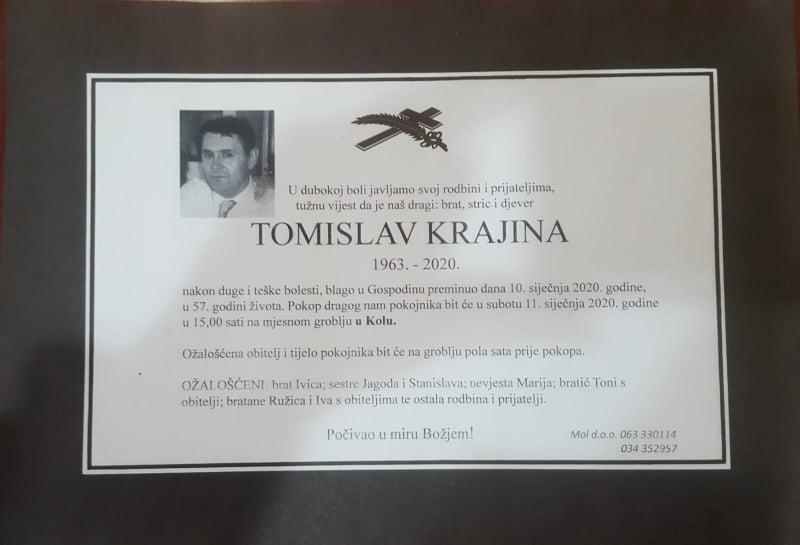 U dubokoj boli javljamo svoj rodbini i prijateljima,
tužnu vijest da je naš dragi: brat, stric i djever
TOMISLAV KRAJINA
1963. - 2020.
nakon duge i teške bolesti, blago u Gospodinu preminuo dana 10. siječnja 2020. godine,
u 57. godini života. Pokop dragog nam pokojnika bit će u subotu 11. siječnja 2020. godine
u 15,00 sati na mjesnom groblju u Kolu.
Ožalošćena obitelj i tijelo pokojnika bit će na groblju pola sata prije pokopa.
OŽALOŠĆENI: brat Ivica; sestre Jagoda i Stanislava; nevjesta Marija; bratić Toni s
obitelji; bratane Ružica i Iva s obiteljima te ostala rodbina i prijatelji.
Počivao u miru Božjem!
Mol d.o.o. 063 330114
034 352957